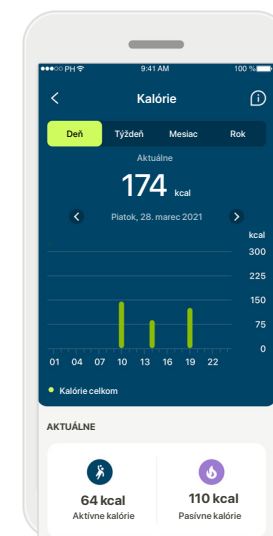 PH 9:41 AM 100 %
Kalórie
Deň Týždeň Mesiac Rok
Aktuálne
174 kcal
Piatok, 28. marec 2021
kcal
300
225
150
75
0
01 04 07 10 13 16 19 22
Kalórie celkom
AKTUÁLNE
64 kcal 110 kcal
Aktívne kalórie Pasívne kalórie